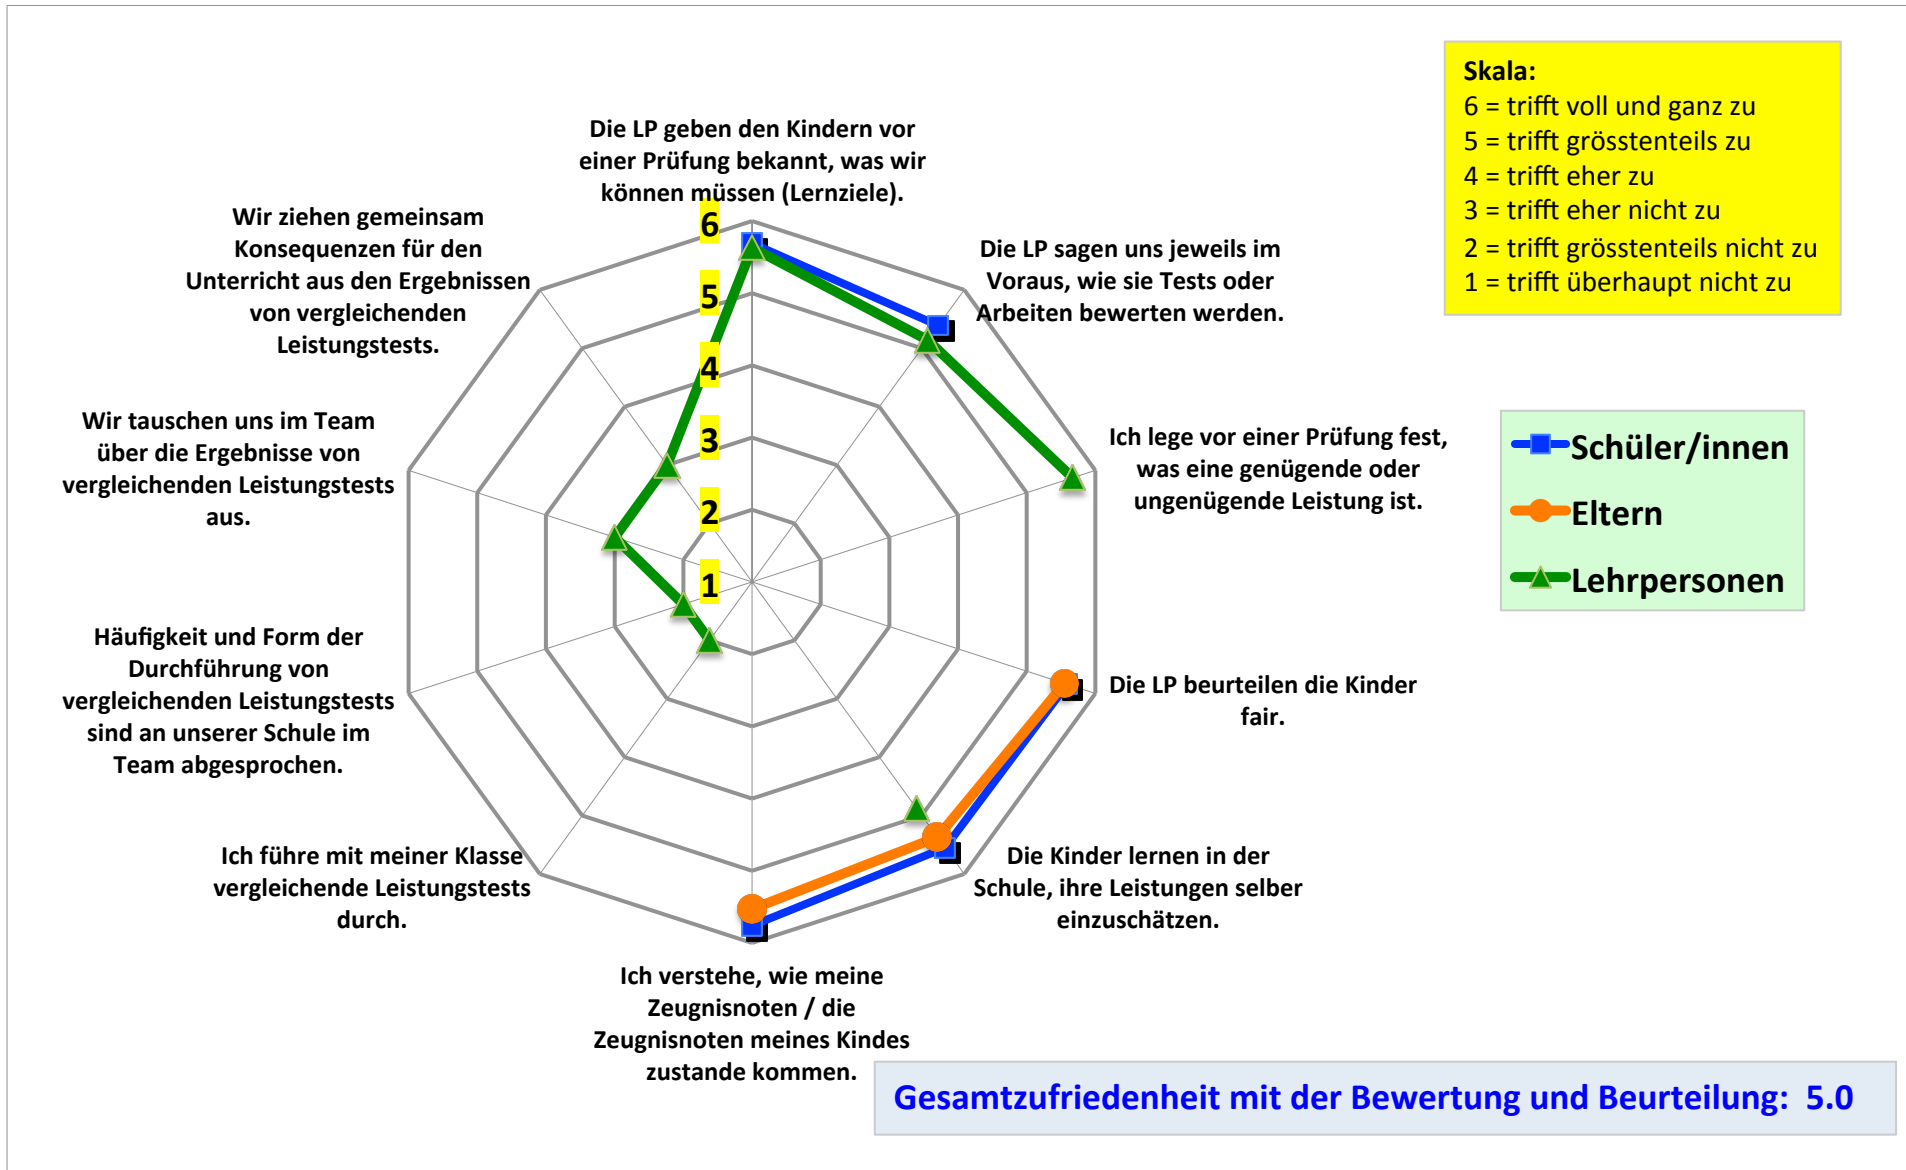 Skala:
6 = trifft voll und ganz zu
5 = trifft grösstenteils zu
4 = trifft eher zu
3 = trifft eher nicht zu
2 = trifft grösstenteils nicht zu
1 = trifft überhaupt nicht zu
Die LP geben den Kindern vor
einer Prüfung bekannt, was wir
können müssen (Lernziele).
Die LP sagen uns jeweils im
Voraus, wie sie Tests oder
Arbeiten bewerten werden.
Ich lege vor einer Prüfung fest,
was eine genügende oder
ungenügende Leistung ist.
Die LP beurteilen die Kinder
fair.
Die Kinder lernen in der
Schule, ihre Leistungen selber
einzuschätzen.
Ich verstehe, wie meine
Zeugnisnoten / die
Zeugnisnoten meines Kindes
zustande kommen.
Ich führe mit meiner Klasse
vergleichende Leistungstests
durch.
Häufigkeit und Form der
Durchführung von
vergleichenden Leistungstests
sind an unserer Schule im
Team abgesprochen.
Wir tauschen uns im Team
über die Ergebnisse von
vergleichenden Leistungstests
aus.
Wir ziehen gemeinsam
Konsequenzen für den
Unterricht aus den Ergebnissen
von vergleichenden
Leistungstests.
6
5
4
3
2
1
Schüler/innen
Eltern
Lehrpersonen
Gesamtzufriedenheit mit der Bewertung und Beurteilung: 5.0